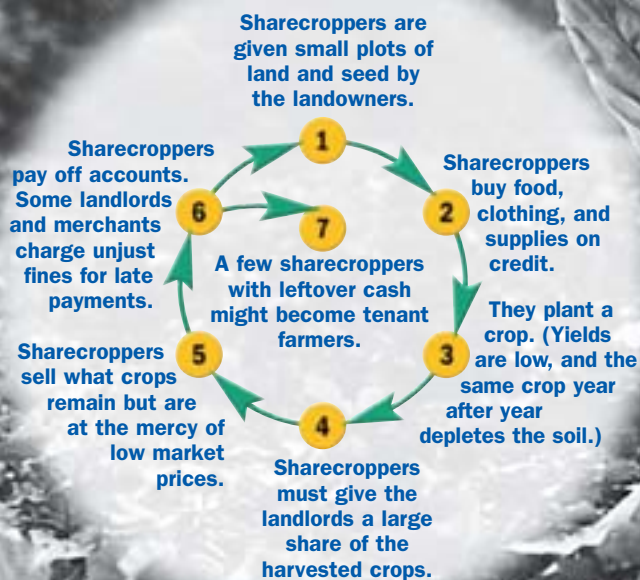 Sharecroppers are
given small plots of
land and seed by
the landowners.
1
Sharecroppers
buy food,
clothing, and
supplies on
credit.
2
They plant a
crop. (Yields
are low, and the
same crop year
after year
depletes the soil.)
3
4
Sharecroppers
must give the
landlords a large
share of the
harvested crops.
5
Sharecroppers
sell what crops
remain but are
at the mercy of
low market
prices.
6
Sharecroppers
pay off accounts.
Some landlords
and merchants
charge unjust
fines for late
payments.
7
A few sharecroppers
with leftover cash
might become tenant
farmers.